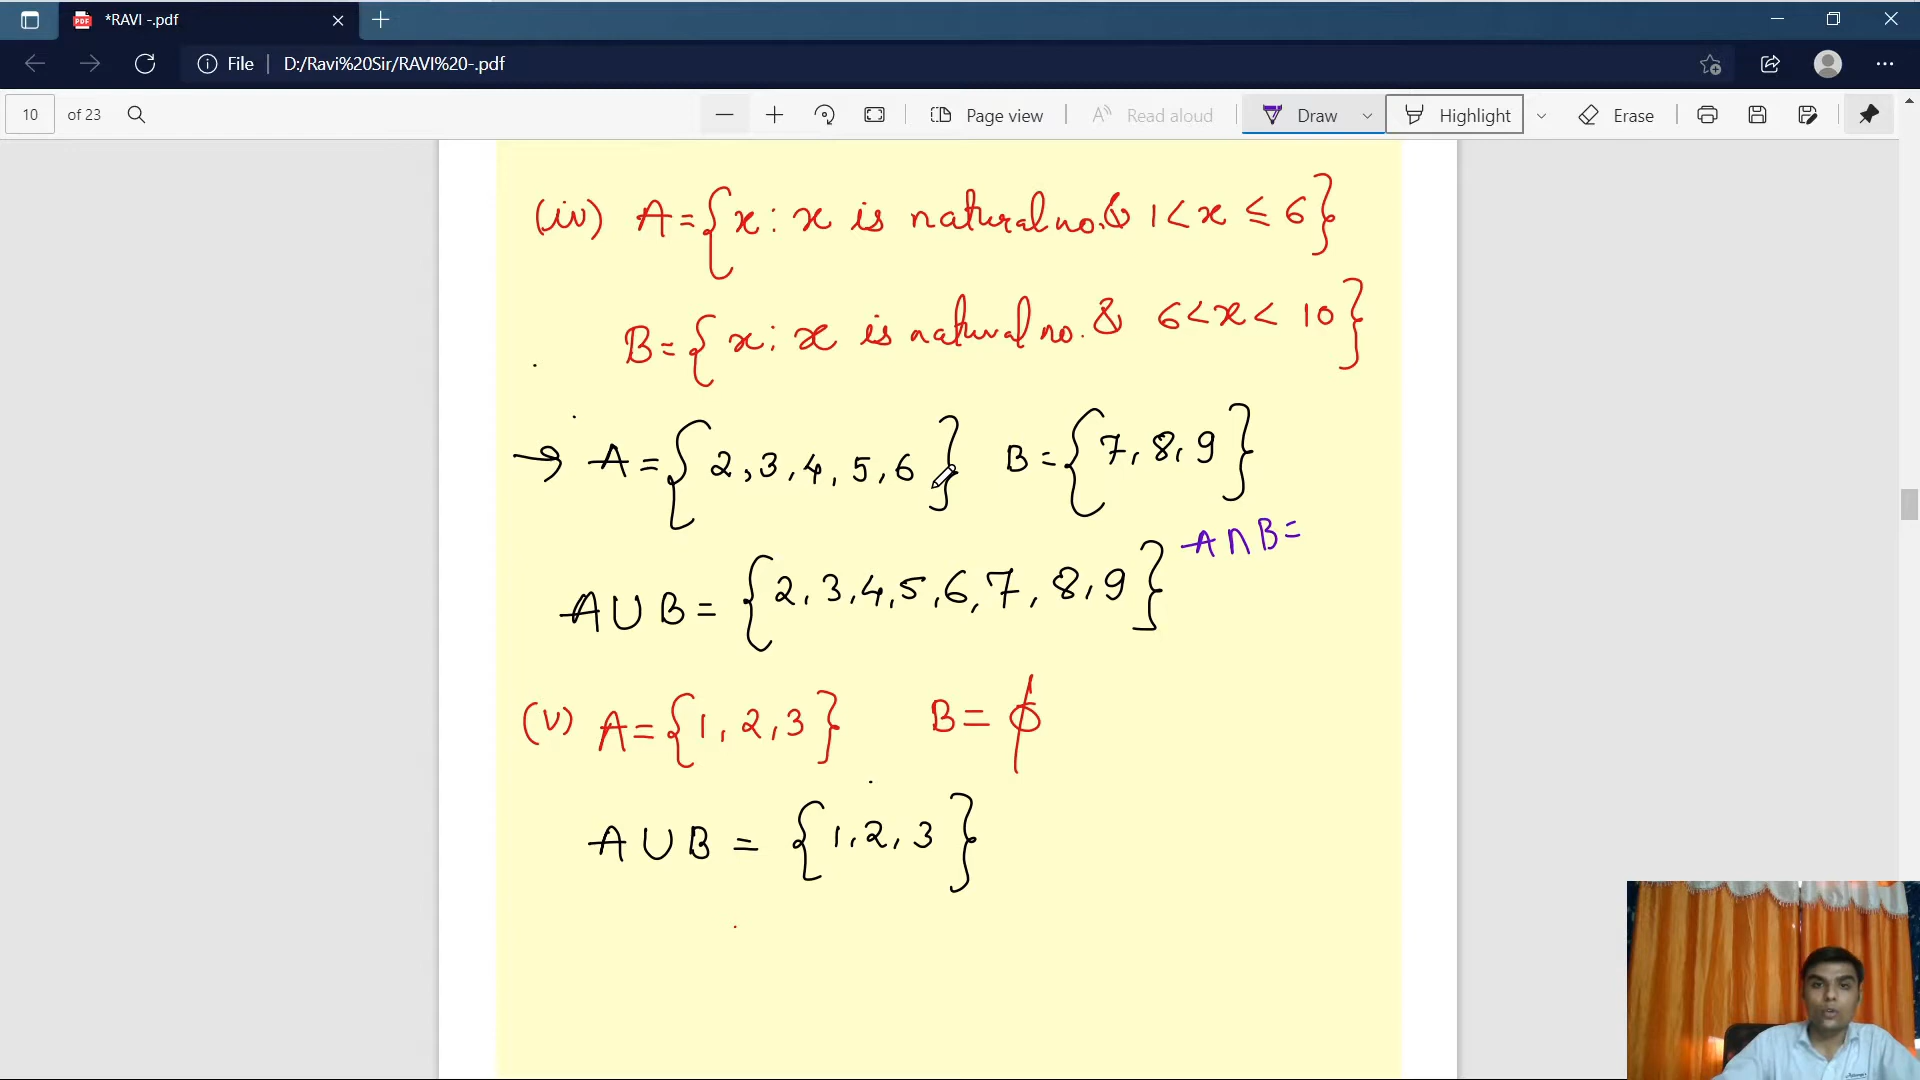 *RAVI -.pdf
File D:/Ravi%20Sir/RAVI%20-.pdf
10 of 23 Page view Read aloud Draw Highlight Erase
(iv) A={x: x is natural no.& 1<x ≤ 6}
B={x: x is natural no. & 6<x< 10}
→ A={2,3,4,5,6} B={7,8,9}
A∩B=
A∪B={2,3,4,5,6,7,8,9}
(v) A={1,2,3} B=ϕ
A∪B={1,2,3}